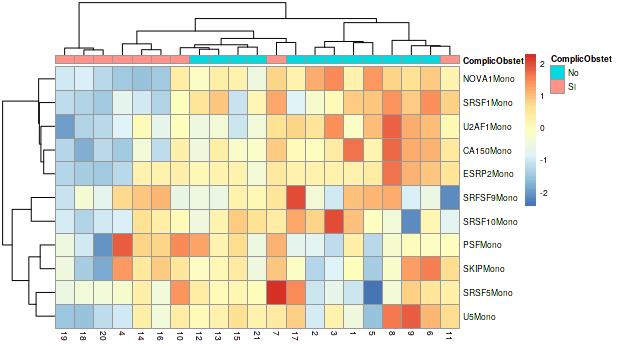 ComplicObstet
NOVA1Mono
SRSF1Mono
U2AF1Mono
CA150Mono
ESRP2Mono
SRFSF9Mono
SRSF10Mono
PSFMono
SKIPMono
SRSF5Mono
U5Mono
19 18 20 4 14 16 10 12 13 15 21 7 17 2 3 1 5 8 9 6 11
2
1
0
-1
-2
ComplicObstet
No
SI